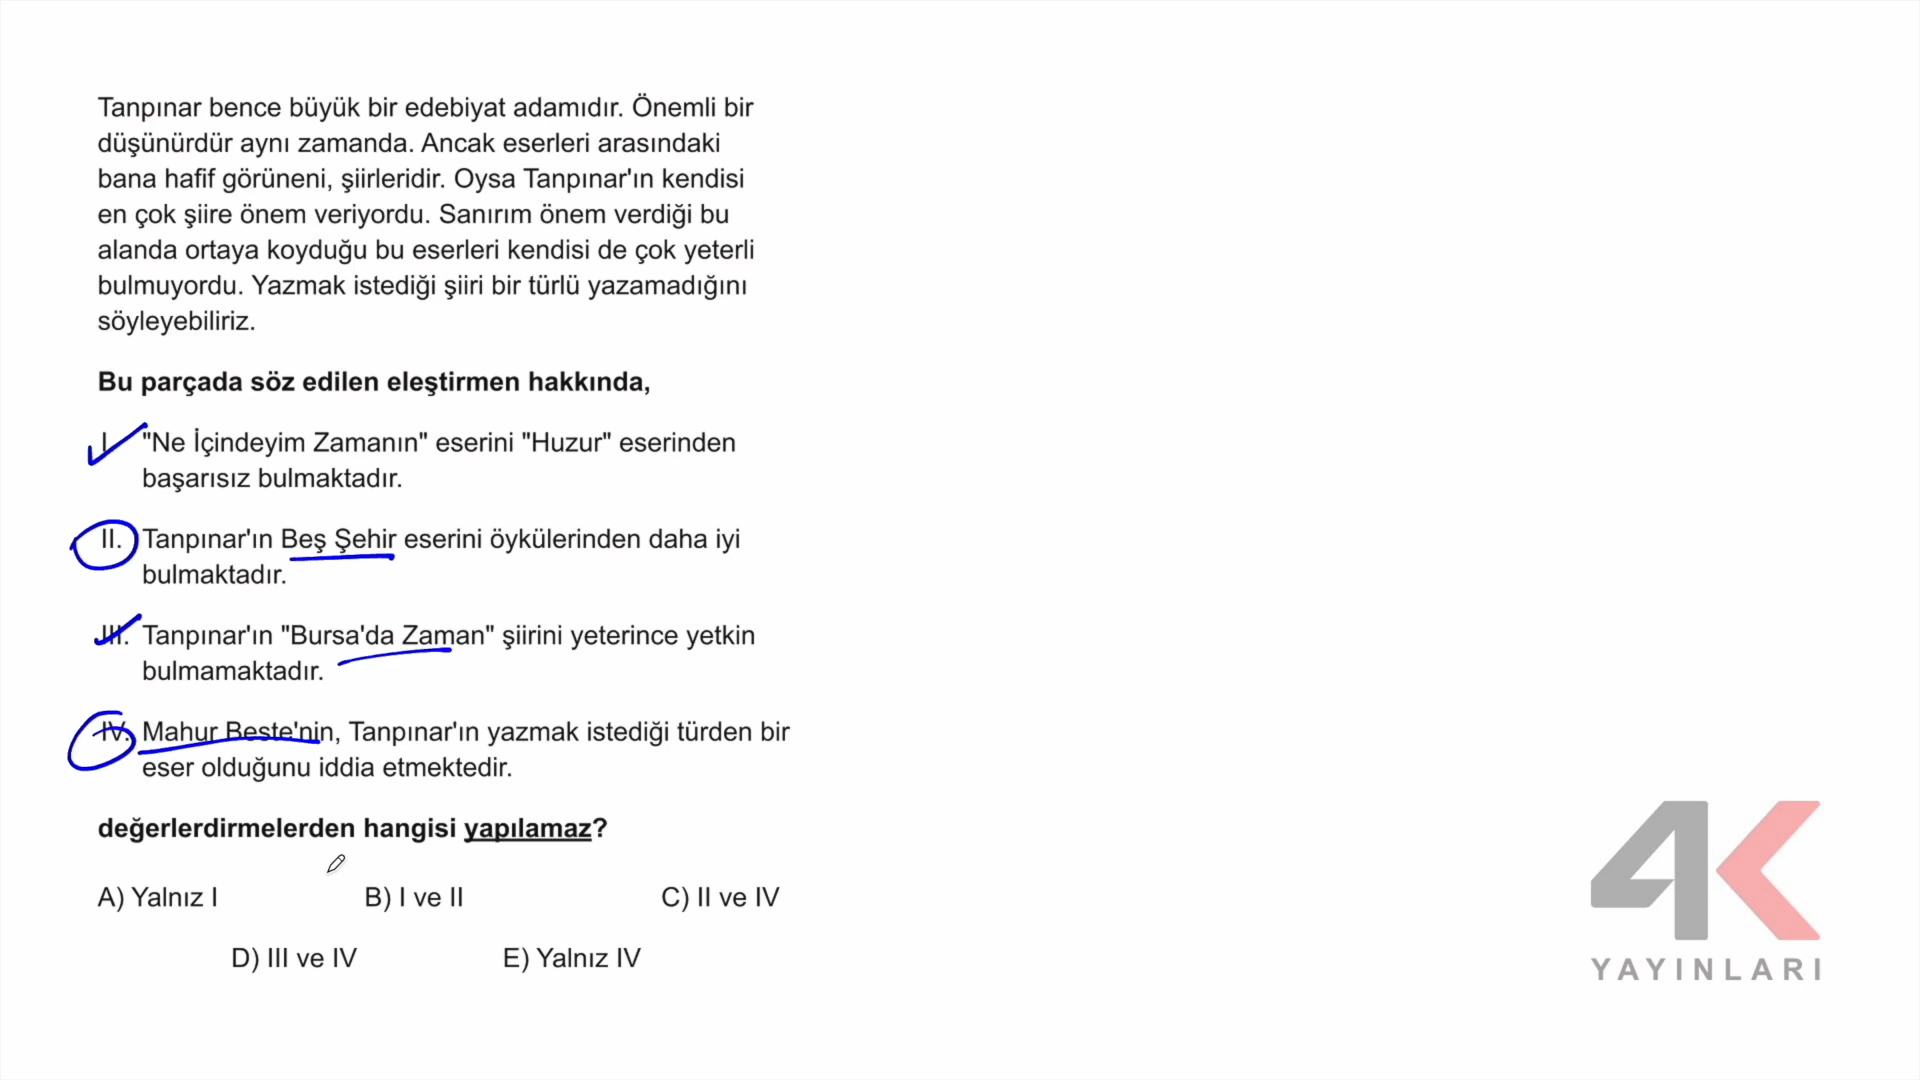 Tanpınar bence büyük bir edebiyat adamıdır. Önemli bir
düşünürdür aynı zamanda. Ancak eserleri arasındaki
bana hafif görüneni, şiirleridir. Oysa Tanpınar'ın kendisi
en çok şiire önem veriyordu. Sanırım önem verdiği bu
alanda ortaya koyduğu bu eserleri kendisi de çok yeterli
bulmuyordu. Yazmak istediği şiiri bir türlü yazamadığını
söyleyebiliriz.
Bu parçada söz edilen eleştirmen hakkında,
I. "Ne İçindeyim Zamanın" eserini "Huzur" eserinden
başarısız bulmaktadır.
II. Tanpınar'ın Beş Şehir eserini öykülerinden daha iyi
bulmaktadır.
III. Tanpınar'ın "Bursa'da Zaman" şiirini yeterince yetkin
bulmamaktadır.
IV. Mahur Beste'nin, Tanpınar'ın yazmak istediği türden bir
eser olduğunu iddia etmektedir.
değerlerdirmelerden hangisi yapılamaz?
A) Yalnız I B) I ve II C) II ve IV
D) III ve IV E) Yalnız IV
4K
YAYINLARI